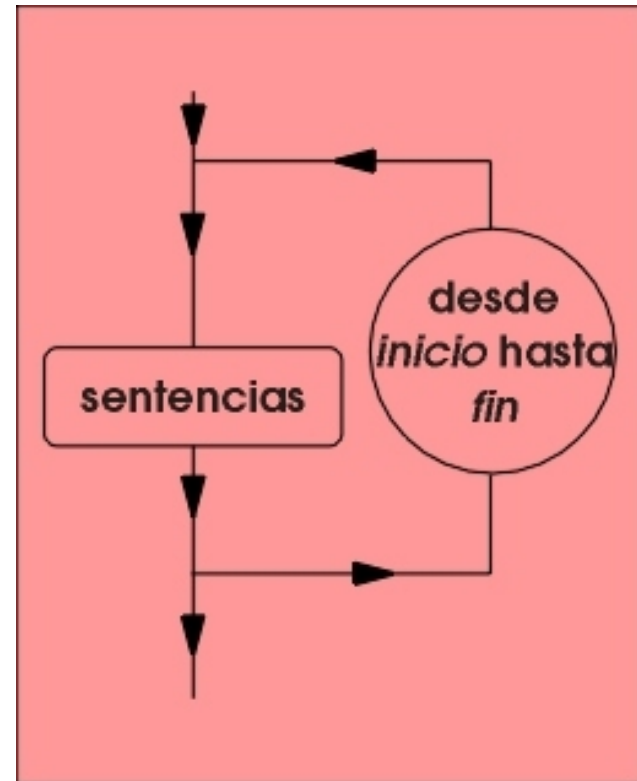 desde
inicio hasta
fin
sentencias